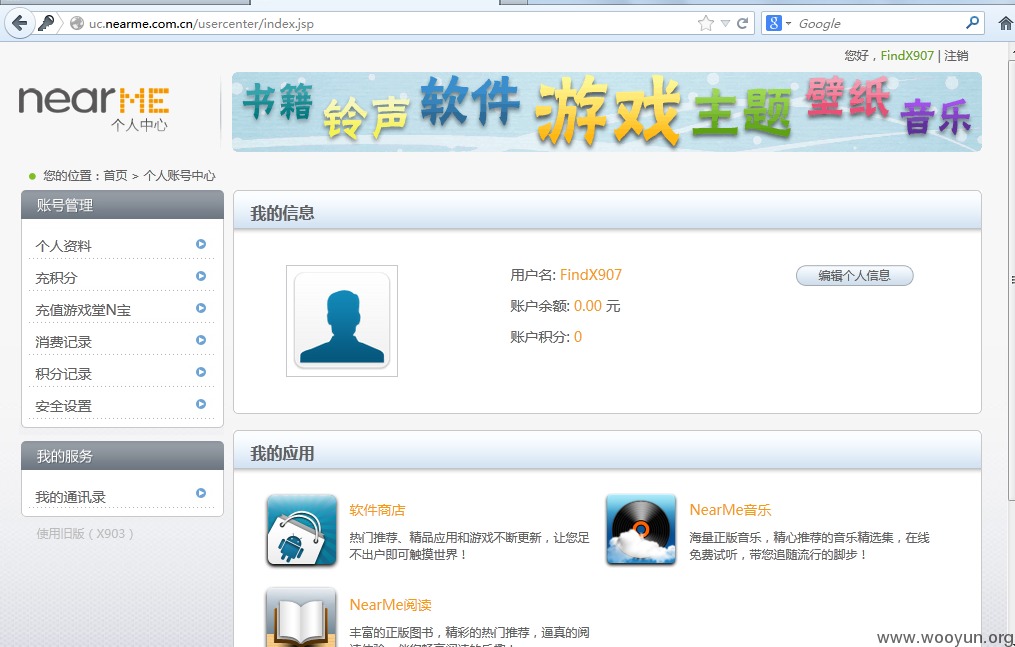 uc.nearme.com.cn/usercenter/index.jsp
Google
您好，FindX907 | 注销
nearME
个人中心
书籍 铃声 软件 游戏 主题 壁纸 音乐
您的位置：首页 > 个人账号中心
账号管理
个人资料
充积分
充值游戏堂N宝
消费记录
积分记录
安全设置
我的服务
我的通讯录
使用旧版（X903）
我的信息
用户名: FindX907
账户余额: 0.00 元
账户积分: 0
编辑个人信息
我的应用
软件商店
热门推荐、精品应用和游戏不断更新，让您足
不出户即可触摸世界！
NearMe音乐
海量正版音乐，精心推荐的音乐精选集，在线
免费试听，带您追随流行的脚步！
NearMe阅读
丰富的正版图书，精彩的热门推荐，逼真的阅
www.wooyun.org